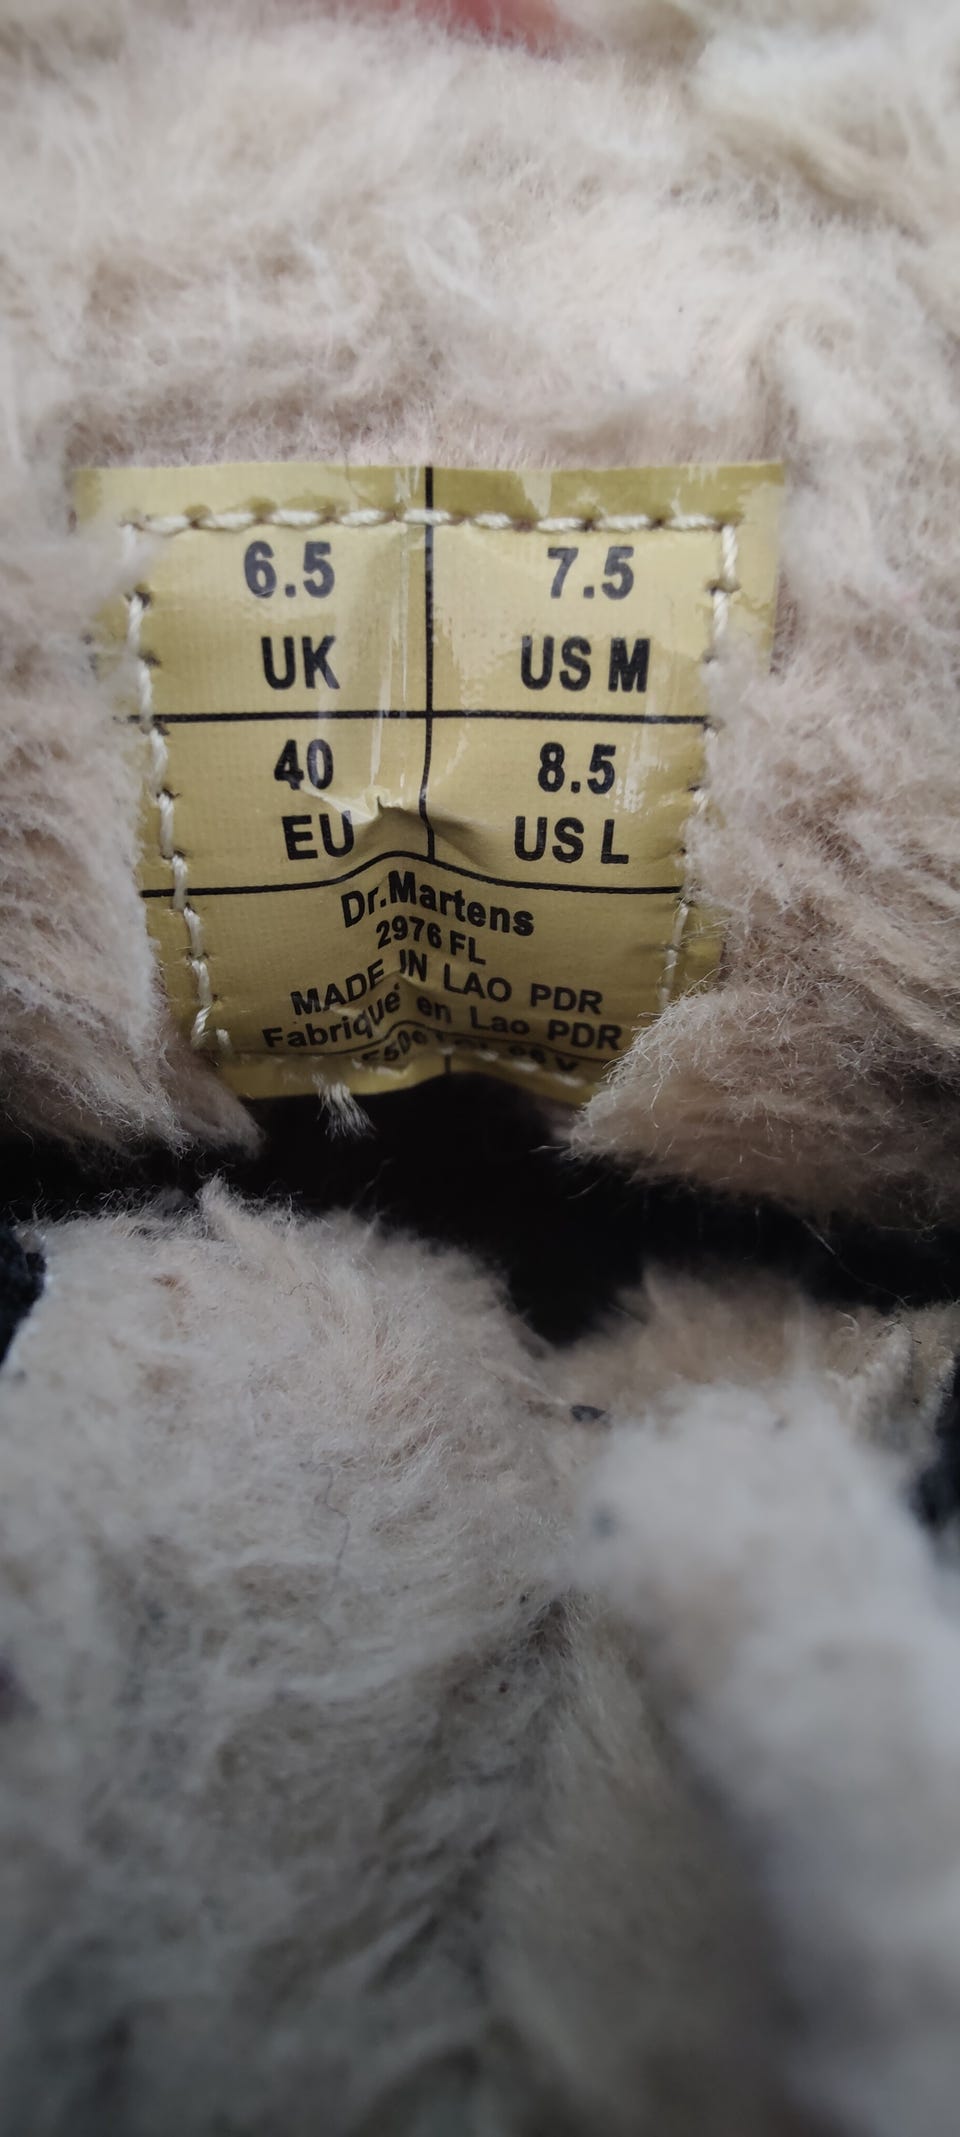 6.5 7.5
UK US M
40 8.5
EU US L
Dr.Martens
2976 FL
MADE IN LAO PDR
Fabrique en Lao PDR